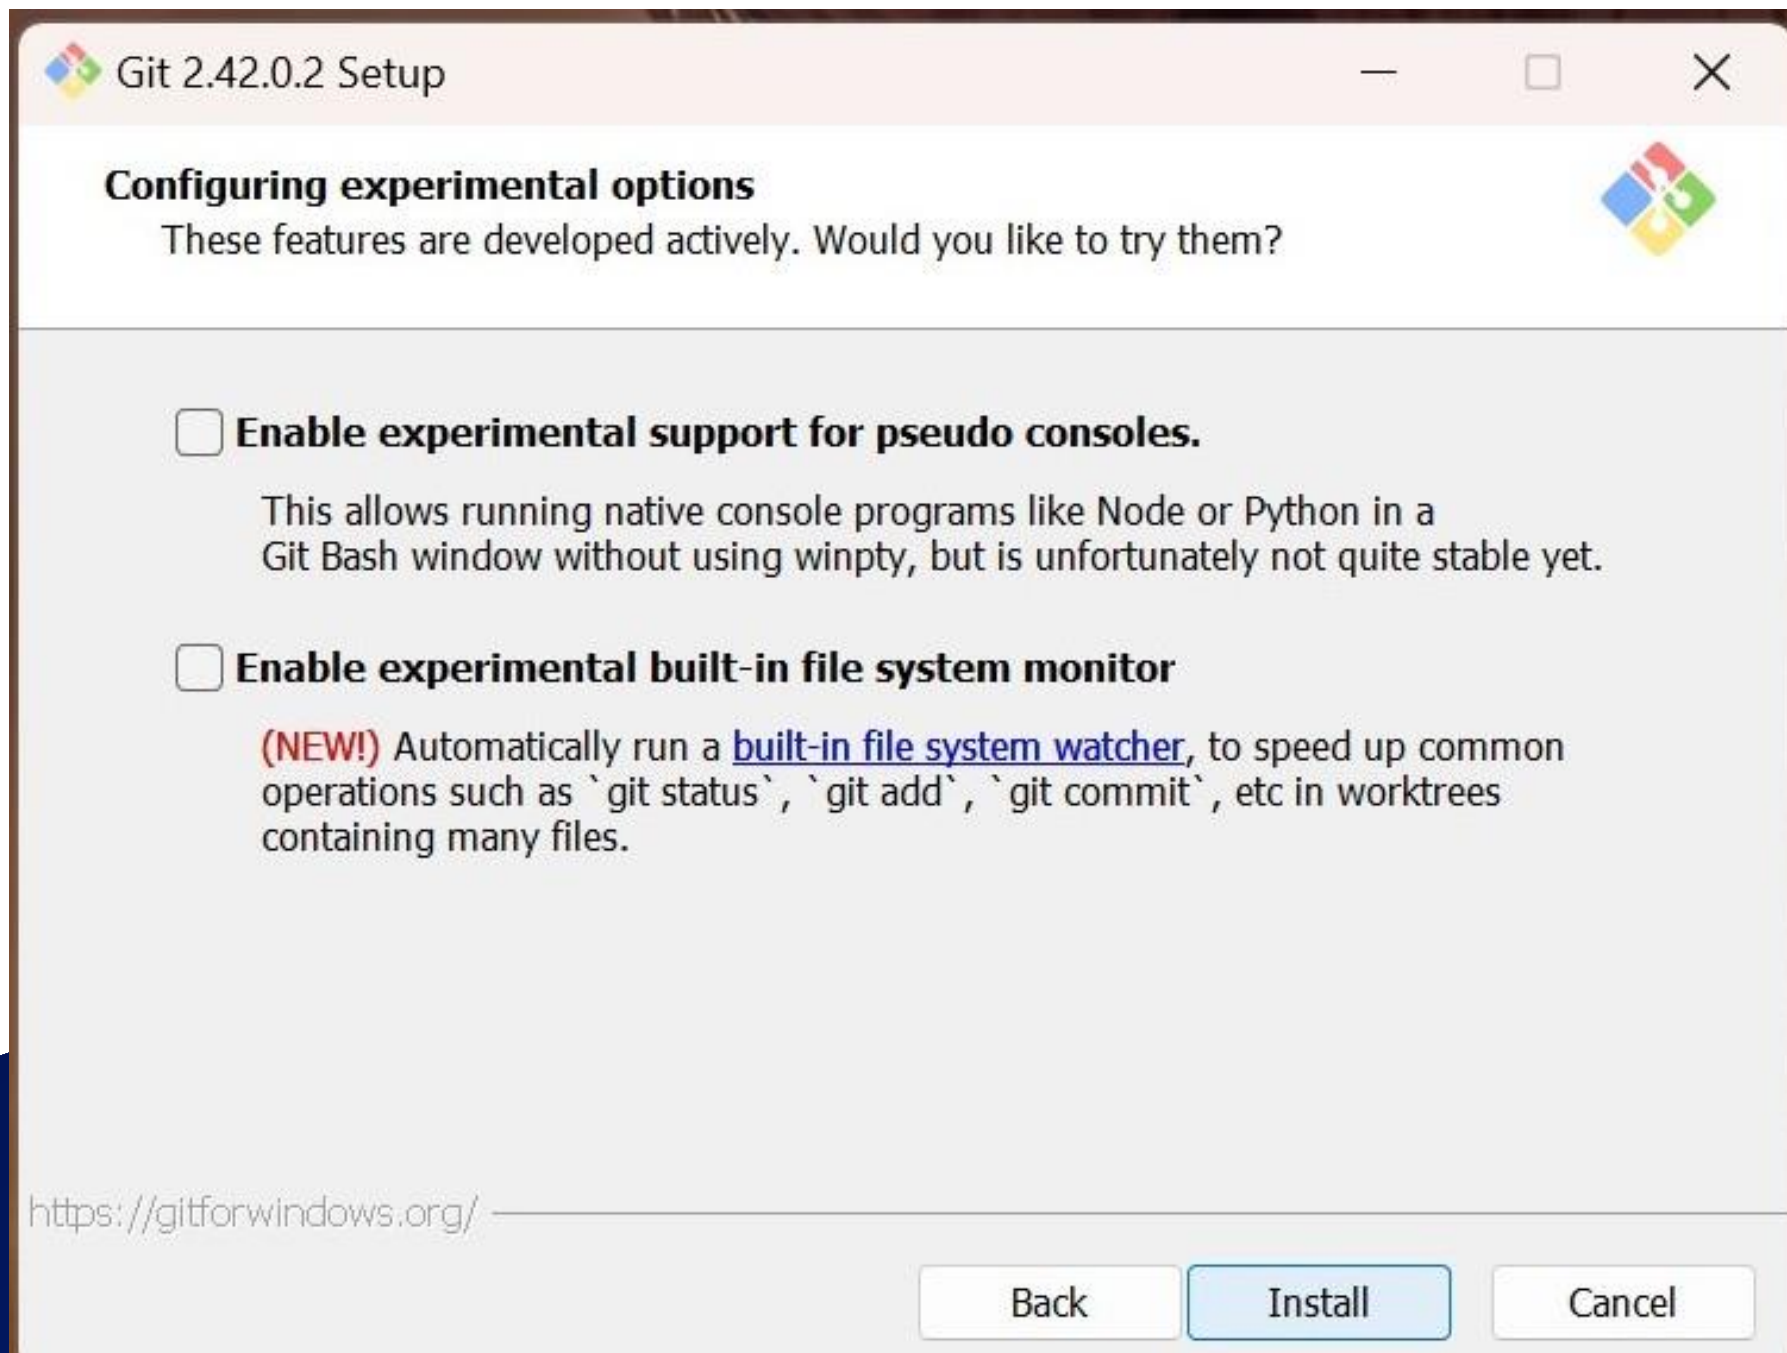 Git 2.42.0.2 Setup
Configuring experimental options
These features are developed actively. Would you like to try them?
Enable experimental support for pseudo consoles.
This allows running native console programs like Node or Python in a
Git Bash window without using winpty, but is unfortunately not quite stable yet.
Enable experimental built-in file system monitor
(NEW!) Automatically run a built-in file system watcher, to speed up common
operations such as `git status`, `git add`, `git commit`, etc in worktrees
containing many files.
https://gitforwindows.org/
Back Install Cancel